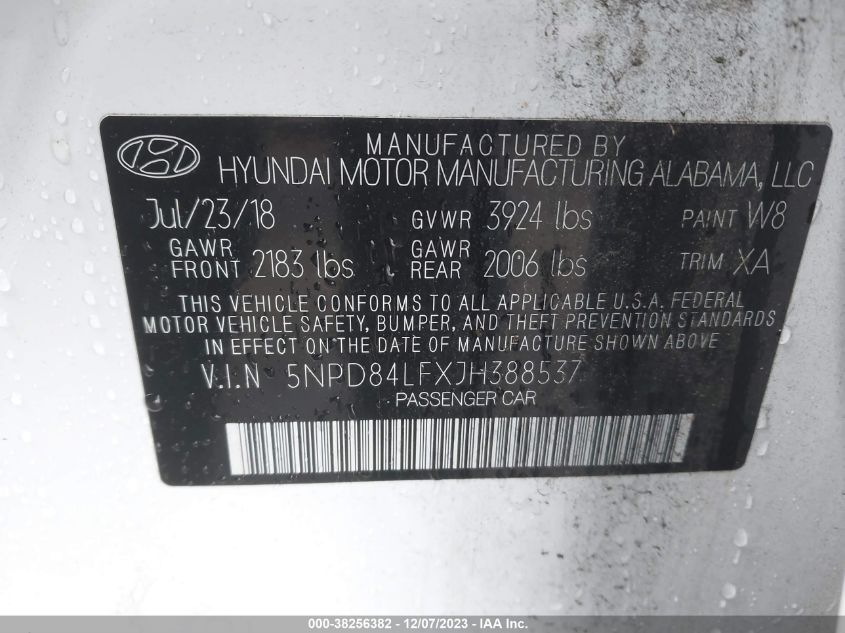 MANUFACTURED BY
HYUNDAI MOTOR MANUFACTURING ALABAMA, LLC
Jul/23/18 GVWR 3924 lbs PAINT W8
GAWR FRONT 2183 lbs GAWR REAR 2006 lbs TRIM XA
THIS VEHICLE CONFORMS TO ALL APPLICABLE U.S.A. FEDERAL
MOTOR VEHICLE SAFETY, BUMPER, AND THEFT PREVENTION STANDARDS
IN EFFECT ON THE DATE OF MANUFACTURE SHOWN ABOVE
V.I.N 5NPD84LFXJH388537
PASSENGER CAR
000-38256382 - 12/07/2023 - IAA Inc.